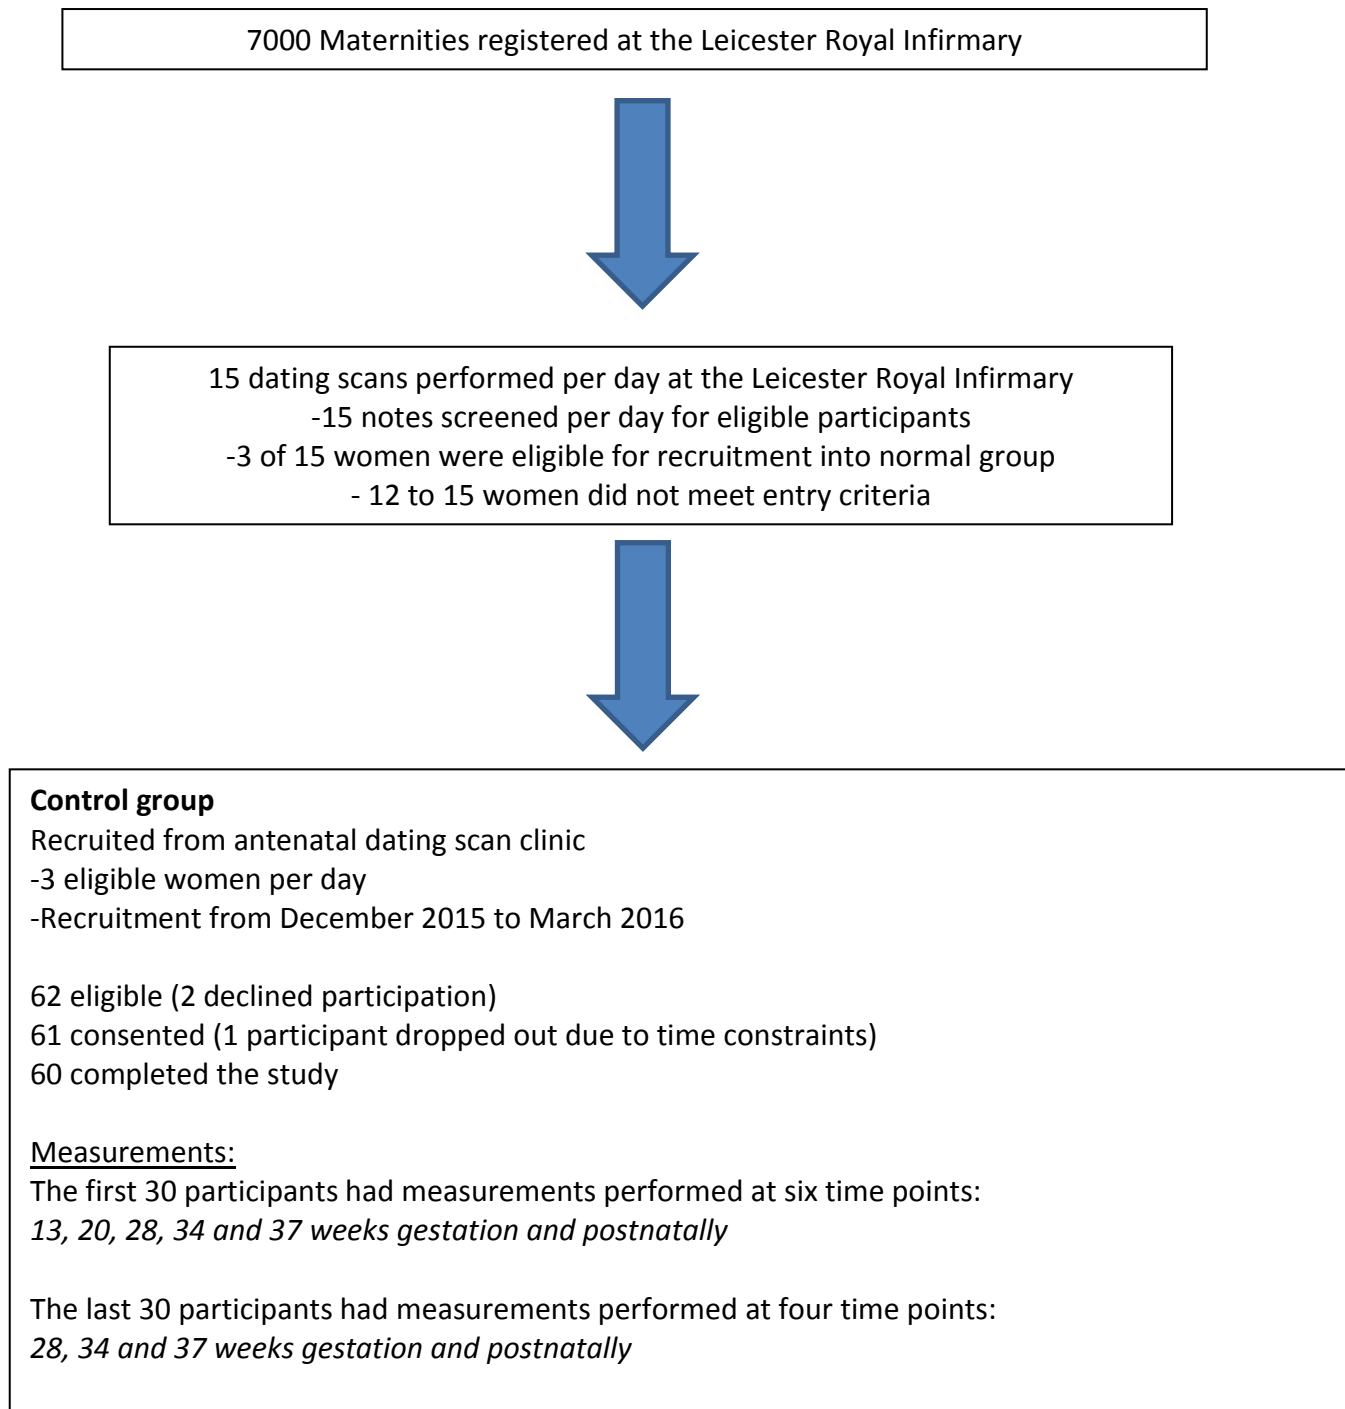 7000 Maternities registered at the Leicester Royal Infirmary
15 dating scans performed per day at the Leicester Royal Infirmary
-15 notes screened per day for eligible participants
-3 of 15 women were eligible for recruitment into normal group
- 12 to 15 women did not meet entry criteria
Control group
Recruited from antenatal dating scan clinic
-3 eligible women per day
-Recruitment from December 2015 to March 2016
62 eligible (2 declined participation)
61 consented (1 participant dropped out due to time constraints)
60 completed the study
Measurements:
The first 30 participants had measurements performed at six time points:
13, 20, 28, 34 and 37 weeks gestation and postnatally
The last 30 participants had measurements performed at four time points:
28, 34 and 37 weeks gestation and postnatally